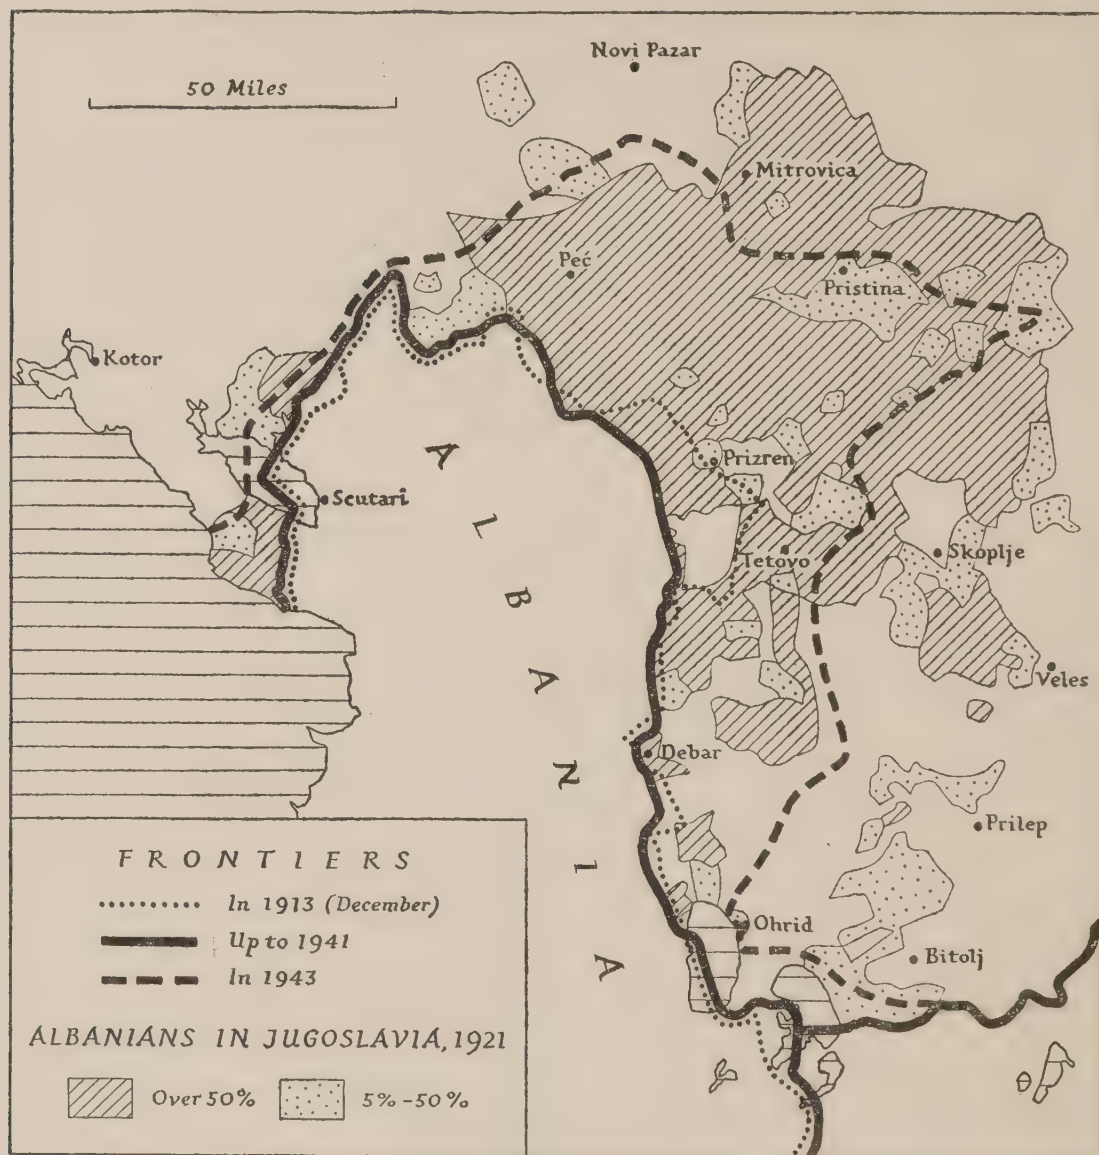 Novi Pazar
50 Miles
Mitrovica
Peć
Pristina
Kotor
Prizren
Scutari
Tetovo
Skoplje
Veles
Debar
Prilep
Ohrid
Bitolj
ALBANIA
FRONTIERS
In 1913 (December)
Up to 1941
In 1943
ALBANIANS IN JUGOSLAVIA, 1921
Over 50%
5%-50%